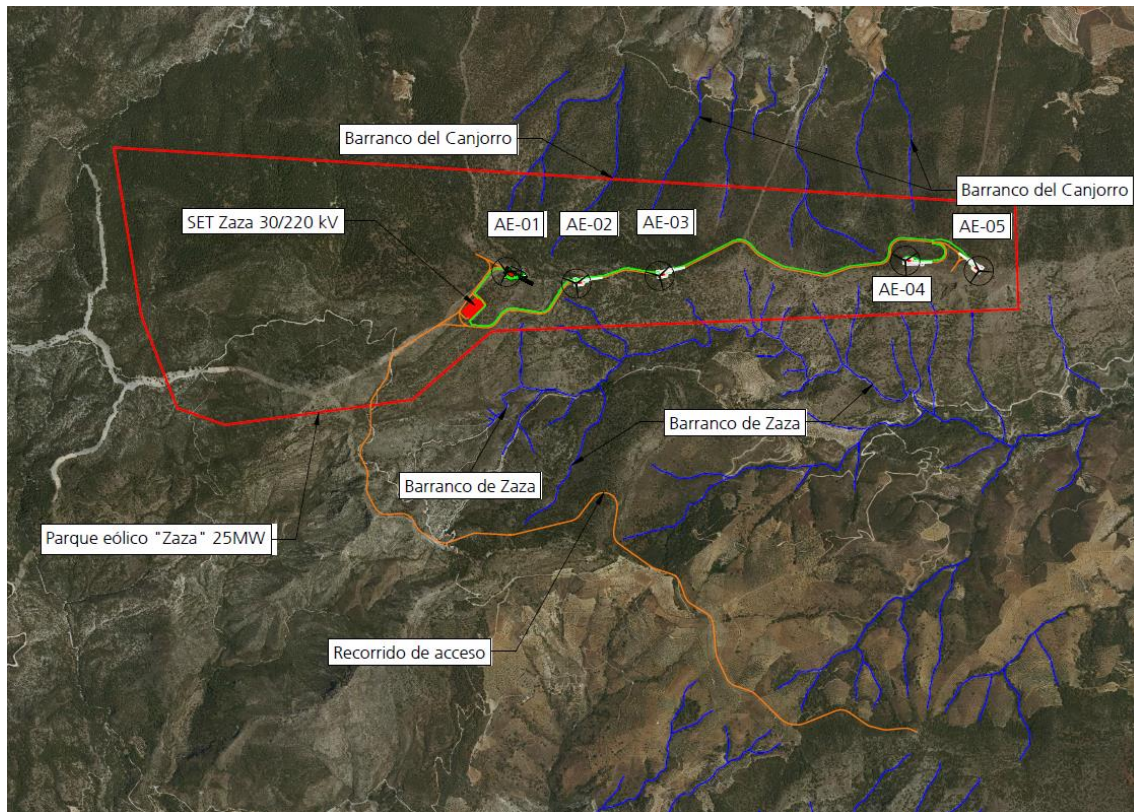 Barranco del Canjorro
Barranco del Canjorro
SET Zaza 30/220 kV
AE-01
AE-02
AE-03
AE-05
AE-04
Barranco de Zaza
Barranco de Zaza
Parque eólico "Zaza" 25MW
Recorrido de acceso